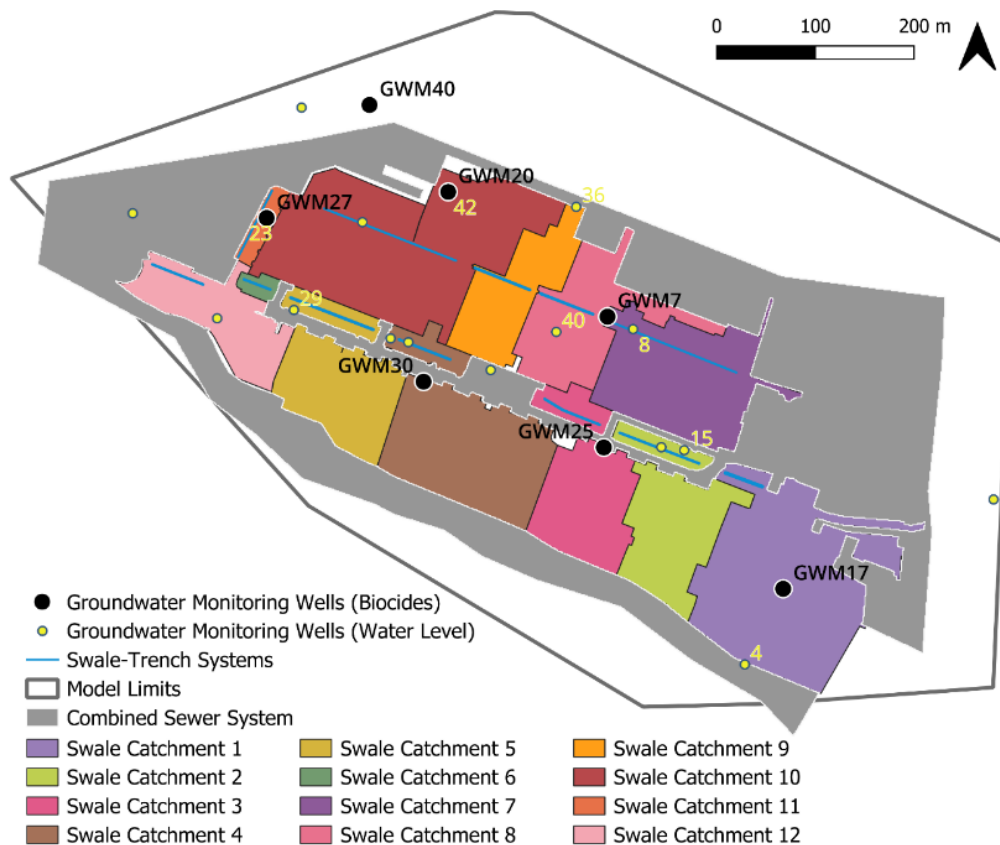 0 100 200 m
GWM40
GWM20
42
36
GWM27
23
29
GWM7
40
8
GWM30
GWM25
15
GWM17
4
Groundwater Monitoring Wells (Biocides)
Groundwater Monitoring Wells (Water Level)
Swale-Trench Systems
Model Limits
Combined Sewer System
Swale Catchment 1
Swale Catchment 2
Swale Catchment 3
Swale Catchment 4
Swale Catchment 5
Swale Catchment 6
Swale Catchment 7
Swale Catchment 8
Swale Catchment 9
Swale Catchment 10
Swale Catchment 11
Swale Catchment 12